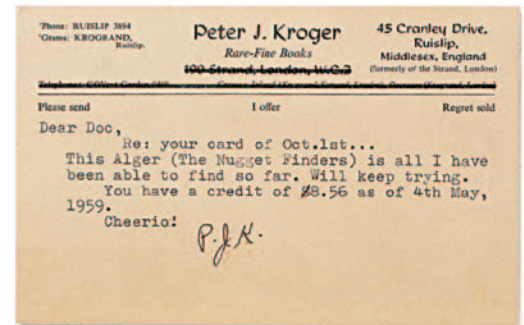 'Phone: RUISLIP 3894
'Grams: KROGBAND,
Ruislip.
Peter J. Kroger
Rare-Fine Books
190 Strand, London, W.C.2
45 Cranley Drive,
Ruislip,
Middlesex, England
(formerly of the Strand, London)
Please send
I offer
Regret sold
Dear Doc,
Re: your card of Oct.1st...
This Alger (The Nugget Finders) is all I have
been able to find so far. Will keep trying.
You have a credit of $8.56 as of 4th May,
1959.
Cheerio!
P.J.K.